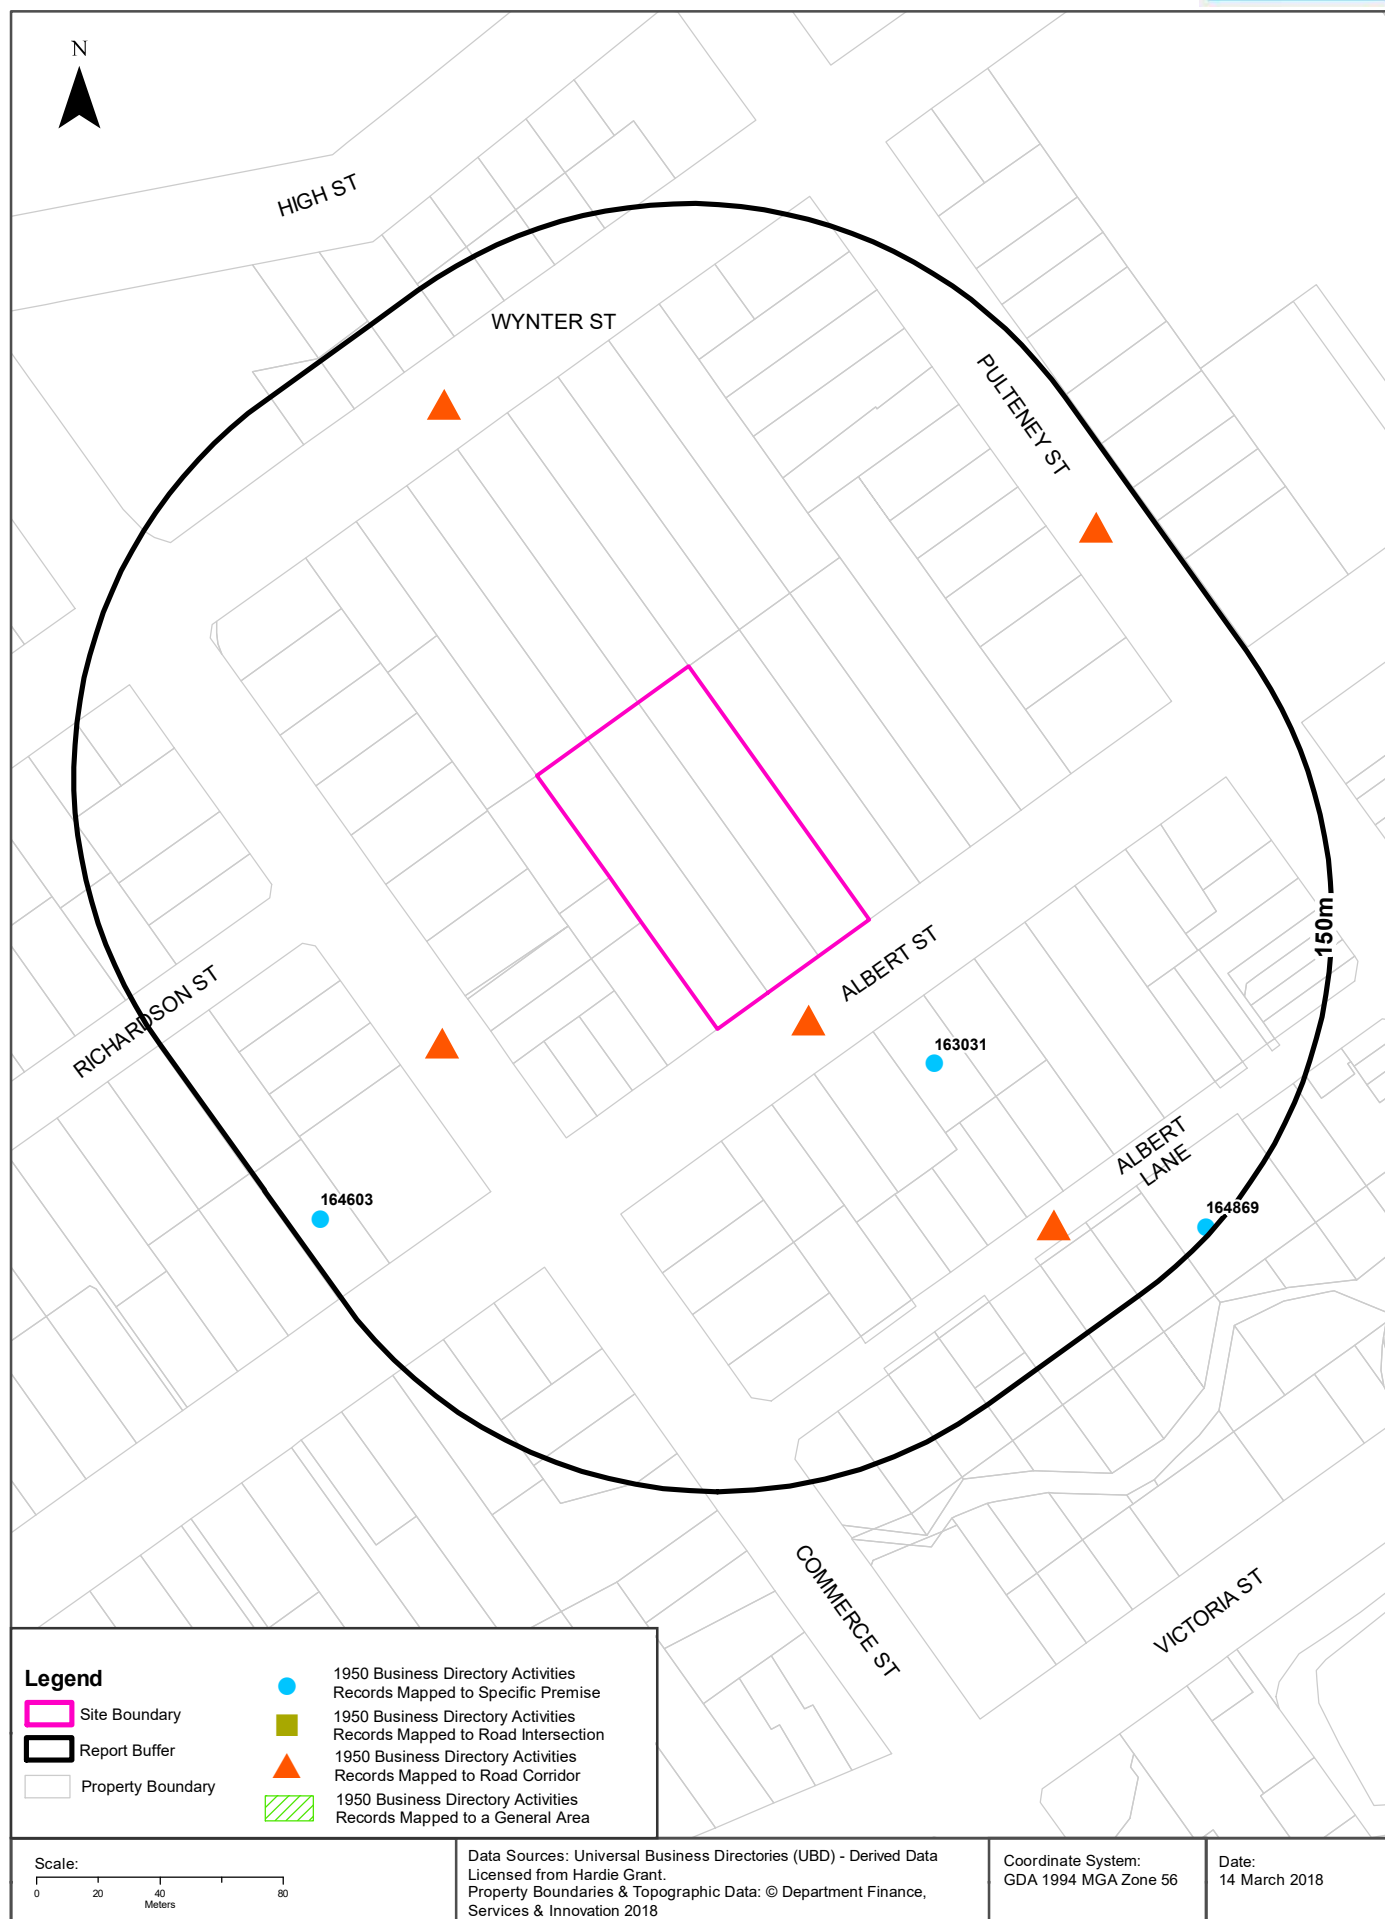 N
HIGH ST
WYNTER ST
PULTENEY ST
150m
ALBERT ST
RICHARDSON ST
163031
ALBERT
LANE
164603
164869
COMMERCE ST
VICTORIA ST
Legend
Site Boundary
Report Buffer
Property Boundary
1950 Business Directory Activities
Records Mapped to Specific Premise
1950 Business Directory Activities
Records Mapped to Road Intersection
1950 Business Directory Activities
Records Mapped to Road Corridor
1950 Business Directory Activities
Records Mapped to a General Area
Scale:
0 20 40 80
Meters
Data Sources: Universal Business Directories (UBD) - Derived Data
Licensed from Hardie Grant.
Property Boundaries & Topographic Data: © Department Finance,
Services & Innovation 2018
Coordinate System:
GDA 1994 MGA Zone 56
Date:
14 March 2018